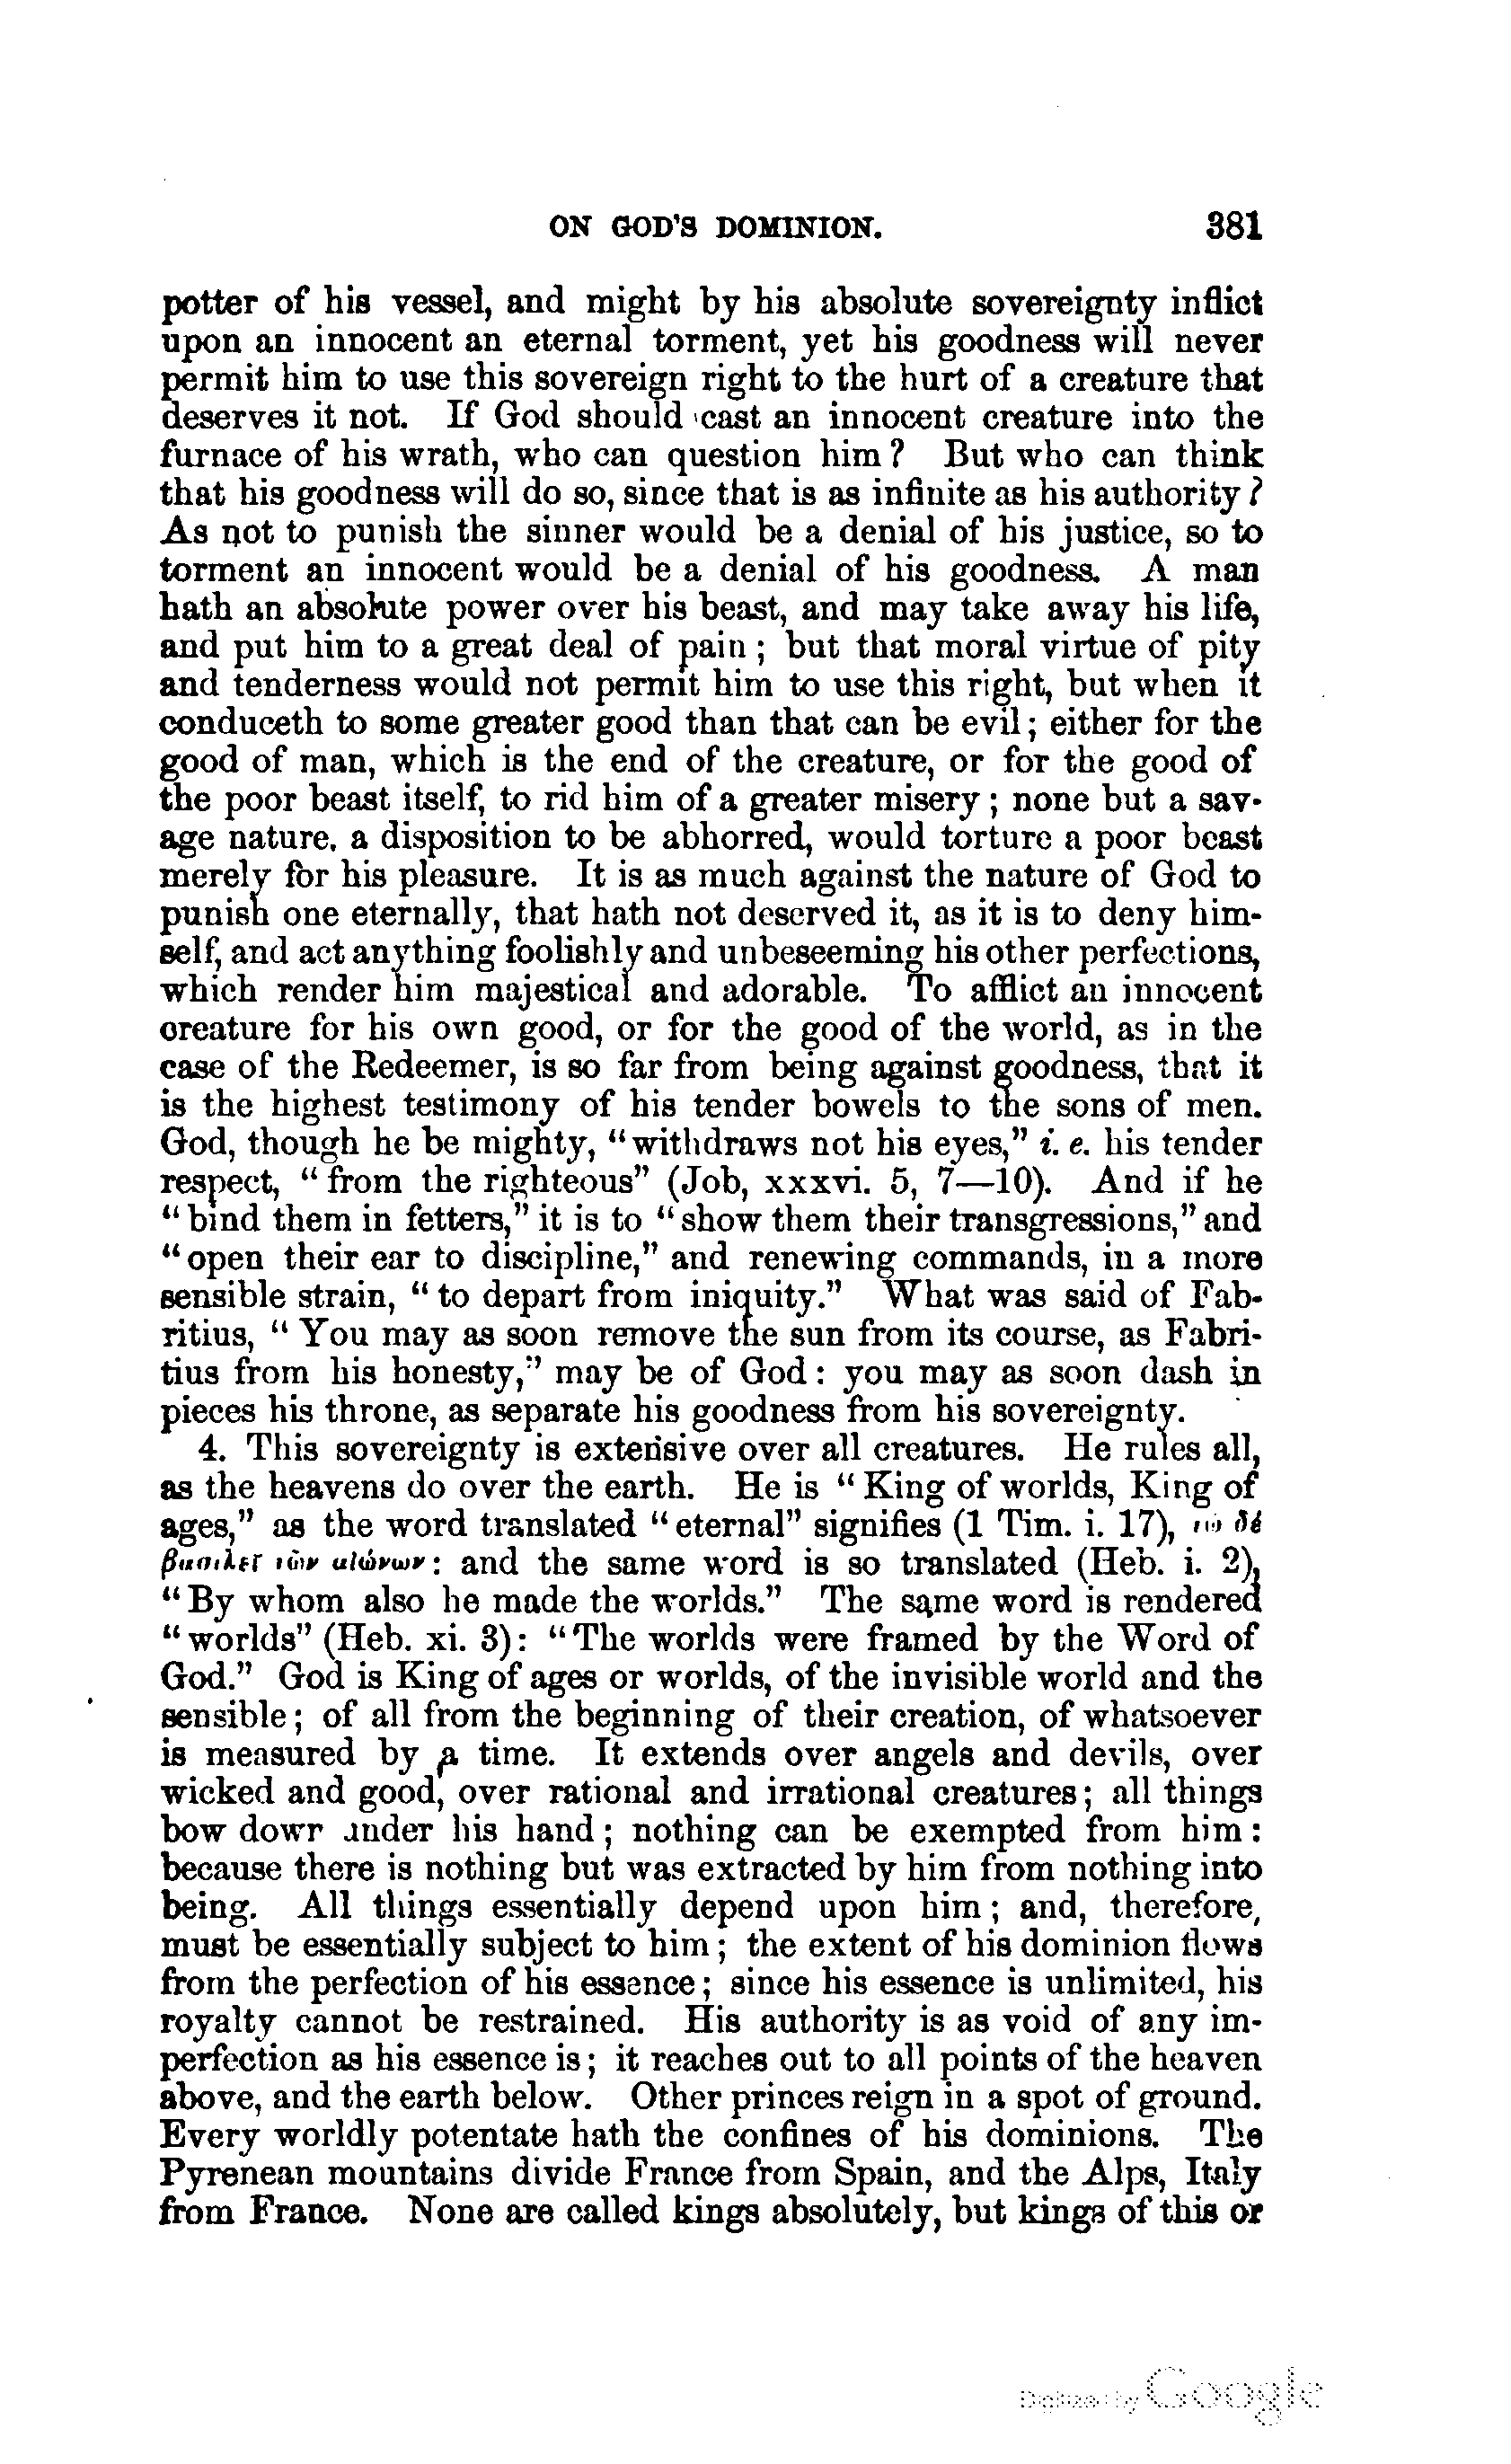 ON GOD'S DOMINION. 381
potter of his vessel, and might by his absolute sovereignty inflict
upon an innocent an eternal torment, yet his goodness will never
permit him to use this sovereign right to the hurt of a creature that
deserves it not. If God should cast an innocent creature into the
furnace of his wrath, who can question him? But who can think
that his goodness will do so, since that is as infinite as his authority?
As not to punish the sinner would be a denial of his justice, so to
torment an innocent would be a denial of his goodness. A man
hath an absolute power over his beast, and may take away his life,
and put him to a great deal of pain; but that moral virtue of pity
and tenderness would not permit him to use this right, but when it
conduceth to some greater good than that can be evil; either for the
good of man, which is the end of the creature, or for the good of
the poor beast itself, to rid him of a greater misery; none but a sav-
age nature, a disposition to be abhorred, would torture a poor beast
merely for his pleasure. It is as much against the nature of God to
punish one eternally, that hath not deserved it, as it is to deny him-
self, and act anything foolishly and unbeseeming his other perfections,
which render him majestical and adorable. To afflict an innocent
creature for his own good, or for the good of the world, as in the
case of the Redeemer, is so far from being against goodness, that it
is the highest testimony of his tender bowels to the sons of men.
God, though he be mighty, "withdraws not his eyes," i. e. his tender
respect, "from the righteous" (Job, xxxvi. 5, 7—10). And if he
"bind them in fetters," it is to "show them their transgressions," and
"open their ear to discipline," and renewing commands, in a more
sensible strain, "to depart from iniquity." What was said of Fab-
ritius, "You may as soon remove the sun from its course, as Fabri-
tius from his honesty," may be of God: you may as soon dash in
pieces his throne, as separate his goodness from his sovereignty.
4. This sovereignty is extensive over all creatures. He rules all,
as the heavens do over the earth. He is "King of worlds, King of
ages," as the word translated "eternal" signifies (1 Tim. i. 17), τῷ δέ
βασιλεῖ τῶν αἰώνων: and the same word is so translated (Heb. i. 2),
"By whom also he made the worlds." The same word is rendered
"worlds" (Heb. xi. 3): "The worlds were framed by the Word of
God." God is King of ages or worlds, of the invisible world and the
sensible; of all from the beginning of their creation, of whatsoever
is measured by a time. It extends over angels and devils, over
wicked and good, over rational and irrational creatures; all things
bow down under his hand; nothing can be exempted from him:
because there is nothing but was extracted by him from nothing into
being. All things essentially depend upon him; and, therefore,
must be essentially subject to him; the extent of his dominion flows
from the perfection of his essence; since his essence is unlimited, his
royalty cannot be restrained. His authority is as void of any im-
perfection as his essence is; it reaches out to all points of the heaven
above, and the earth below. Other princes reign in a spot of ground.
Every worldly potentate hath the confines of his dominions. The
Pyrenean mountains divide France from Spain, and the Alps, Italy
from France. None are called kings absolutely, but kings of this or
Digitized by Google